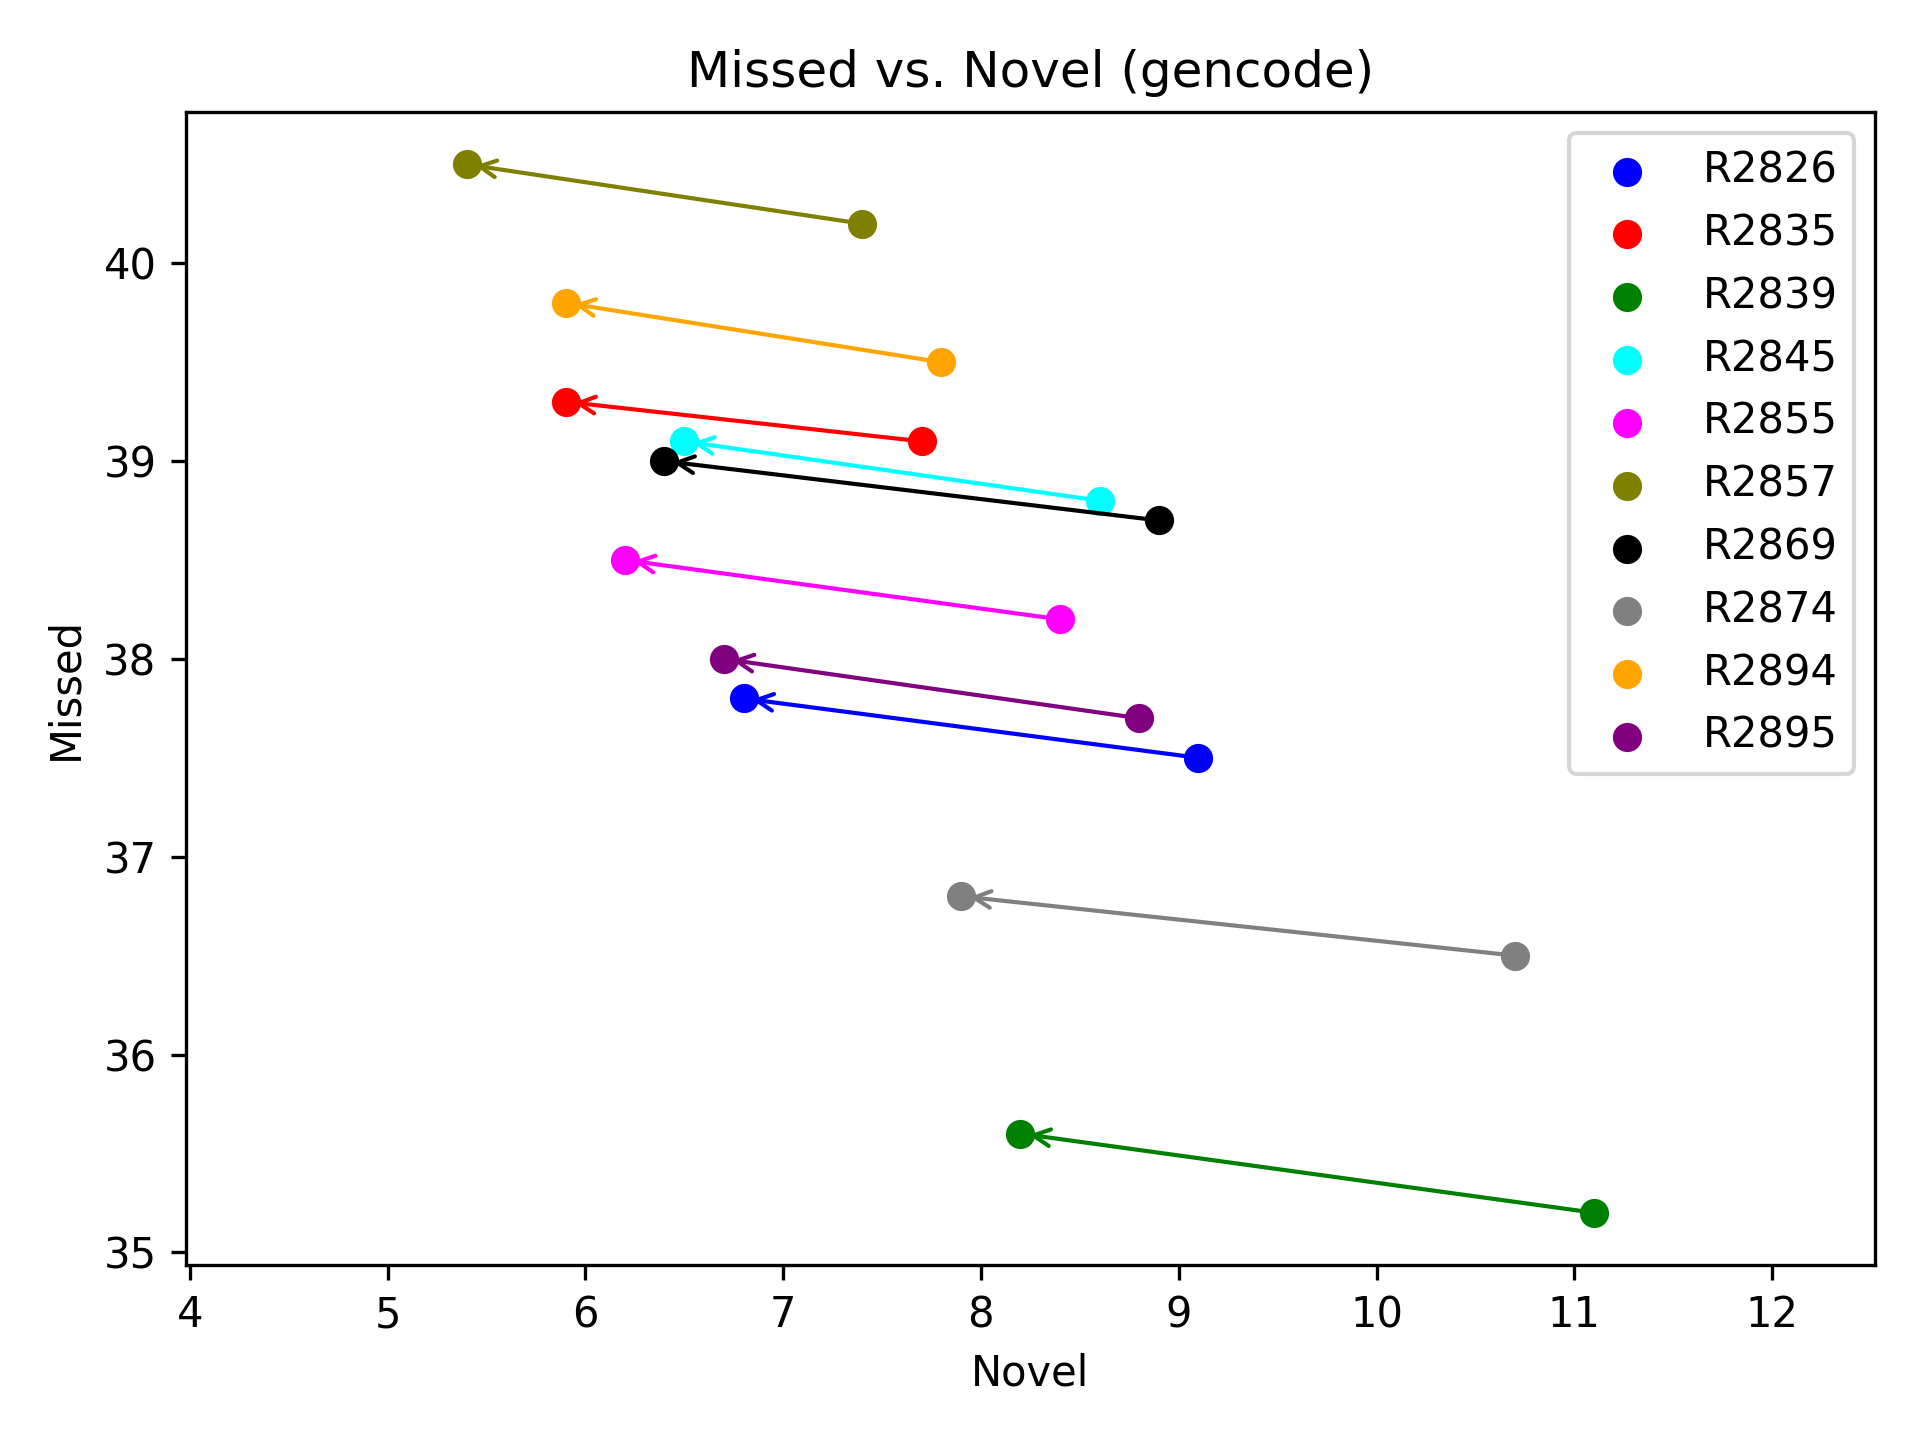 Missed vs. Novel (gencode)
R2826
R2835
R2839
R2845
R2855
R2857
R2869
R2874
R2894
R2895
40
39
38
37
36
35
Missed
4 5 6 7 8 9 10 11 12
Novel